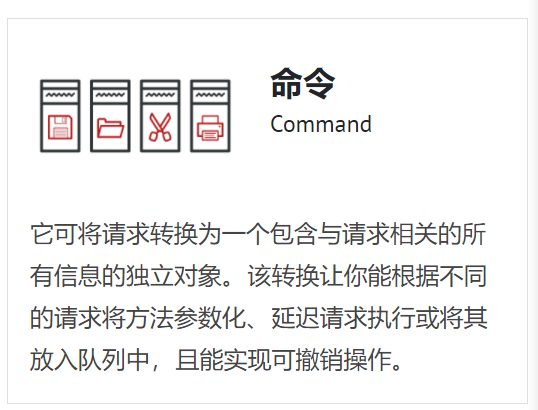 命令
Command
它可将请求转换为一个包含与请求相关的所
有信息的独立对象。该转换让你能根据不同
的请求将方法参数化、延迟请求执行或将其
放入队列中，且能实现可撤销操作。